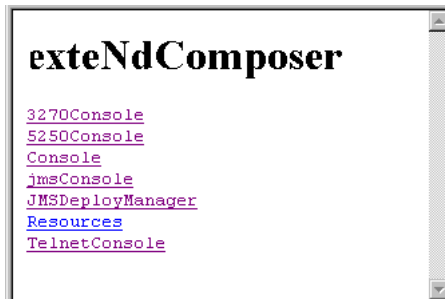 exteNdComposer
3270Console
5250Console
Console
jmsConsole
JMSDeployManager
Resources
TelnetConsole